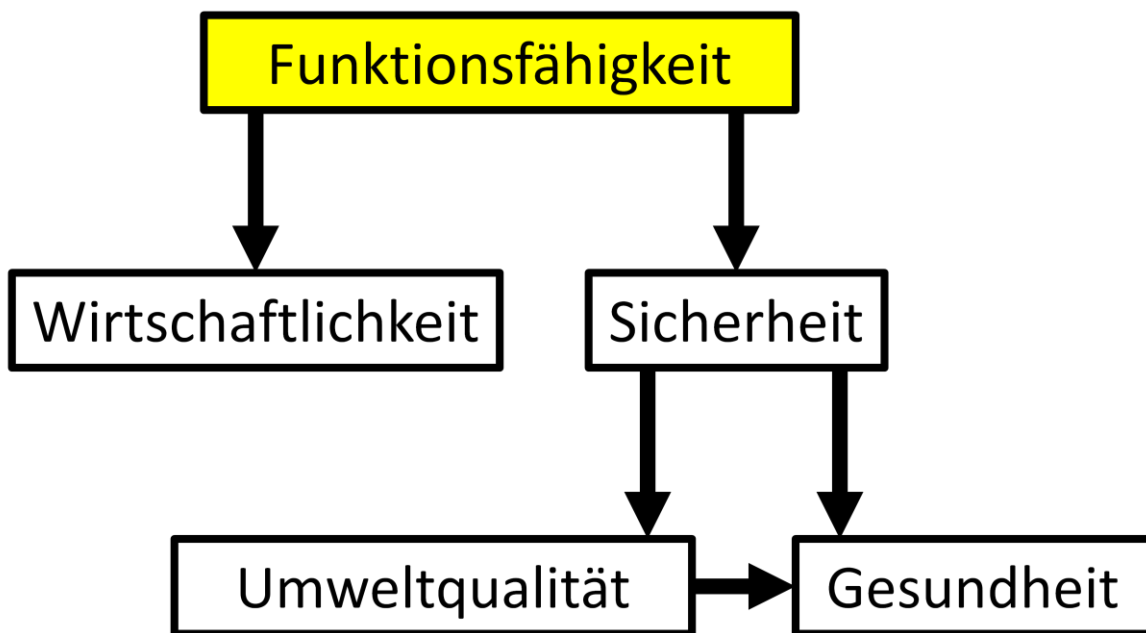 Funktionsfähigkeit
Wirtschaftlichkeit
Sicherheit
Umweltqualität
Gesundheit